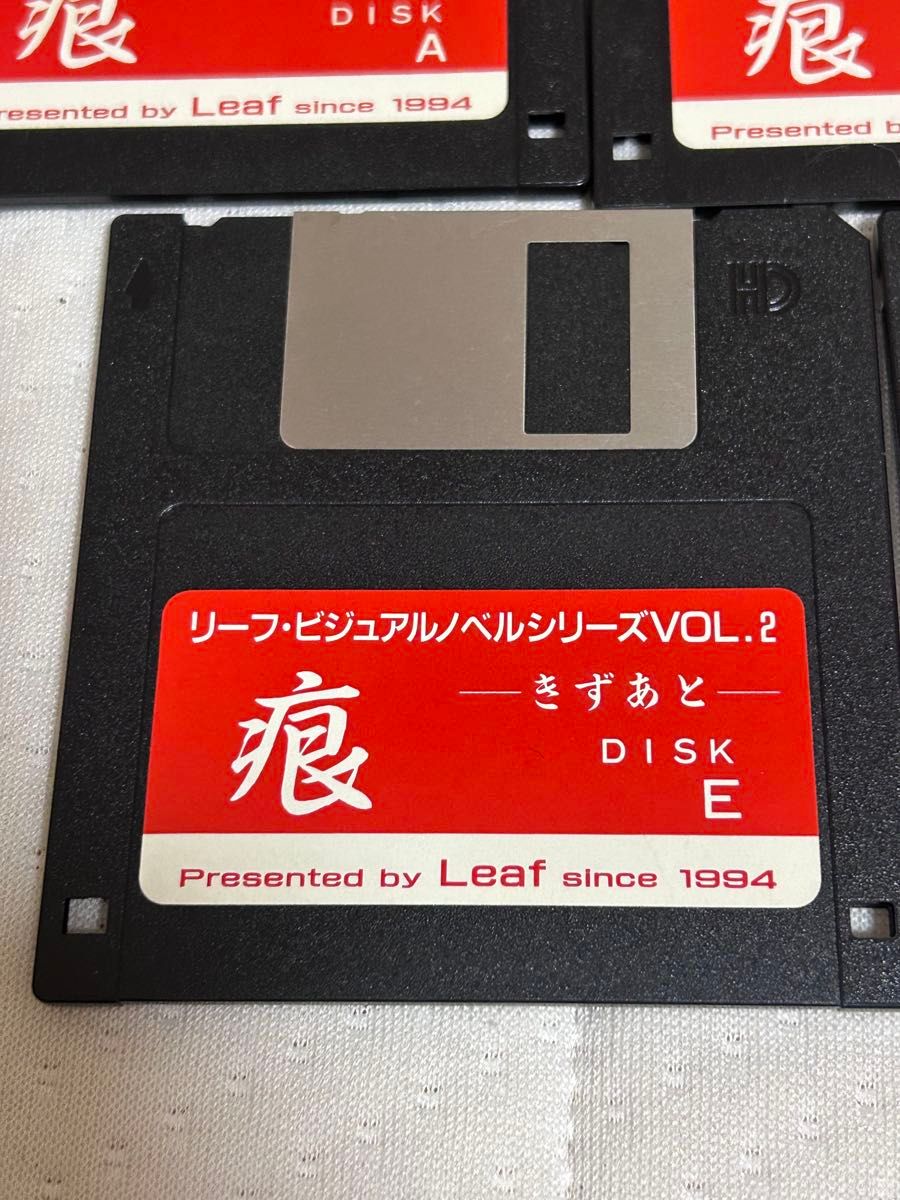 痕
DISK
A
resented by Leaf since 1994
痕
Presented b
HD
リーフ・ビジュアルノベルシリーズVOL.2
痕
―きずあと―
DISK
E
Presented by Leaf since 1994